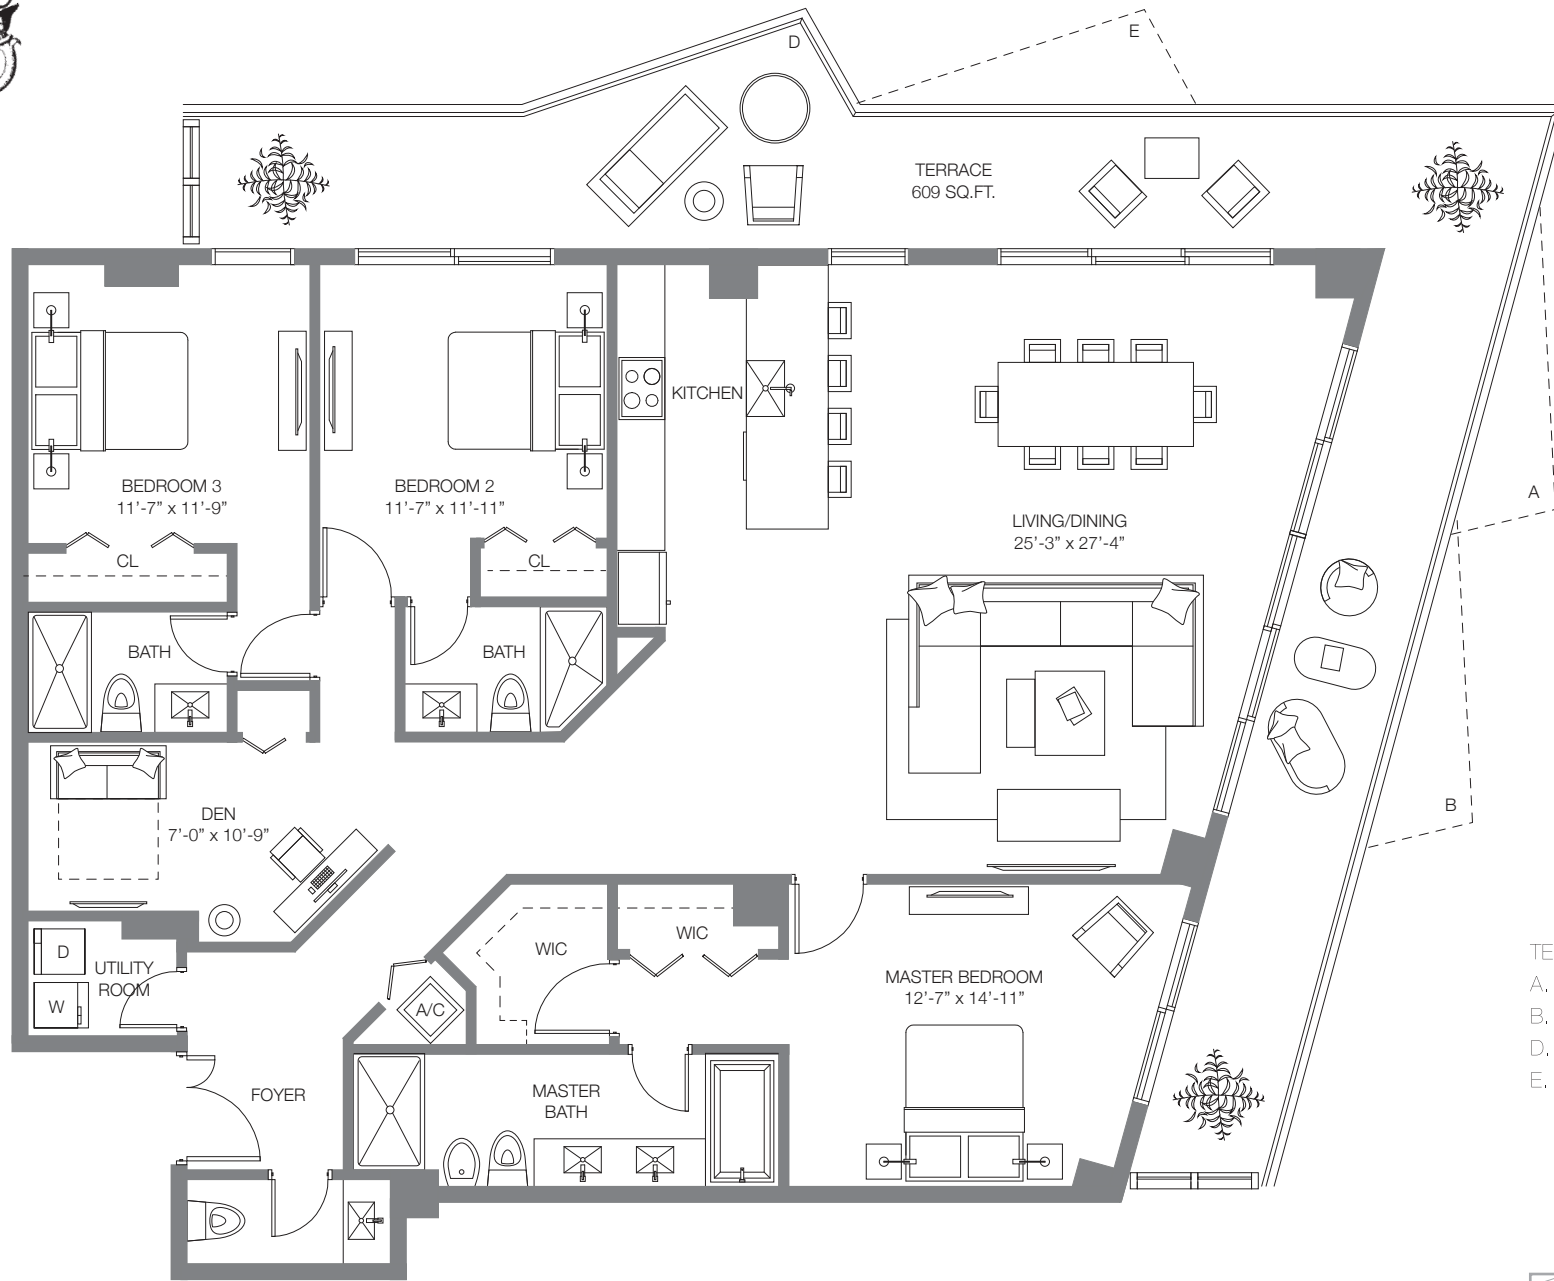 D
E
TERRACE
609 SQ.FT.
KITCHEN
BEDROOM 3
11’-7” x 11’-9”
BEDROOM 2
11’-7” x 11’-11”
A
LIVING/DINING
25’-3” x 27’-4”
CL
CL
BATH
BATH
DEN
7’-0” x 10’-9”
B
D
UTILITY
ROOM
W
WIC
WIC
A/C
MASTER BEDROOM
12’-7” x 14’-11”
TE
A.
B.
D.
E.
FOYER
MASTER
BATH